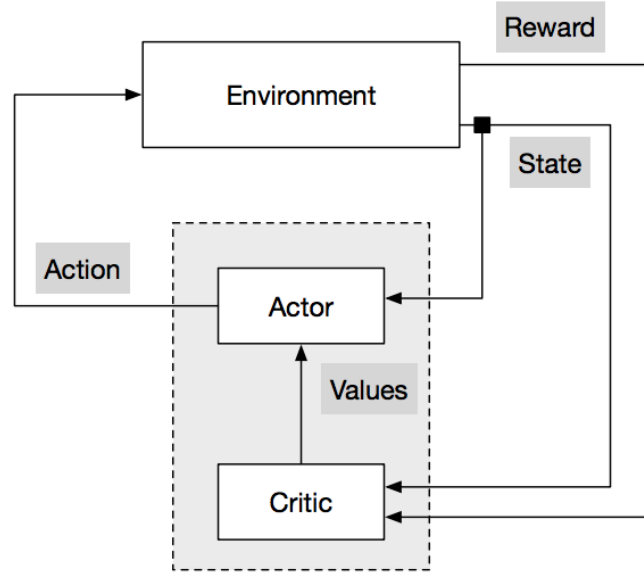 Reward
Environment
State
Action
Actor
Values
Critic